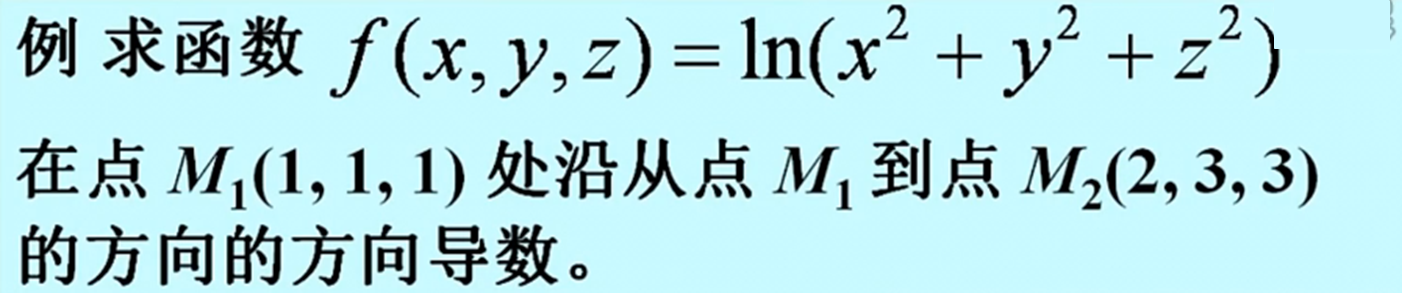 例 求函数 f(x, y, z) = ln(x² + y² + z²)
在点 M₁(1, 1, 1) 处沿从点 M₁ 到点 M₂(2, 3, 3)
的方向的方向导数。